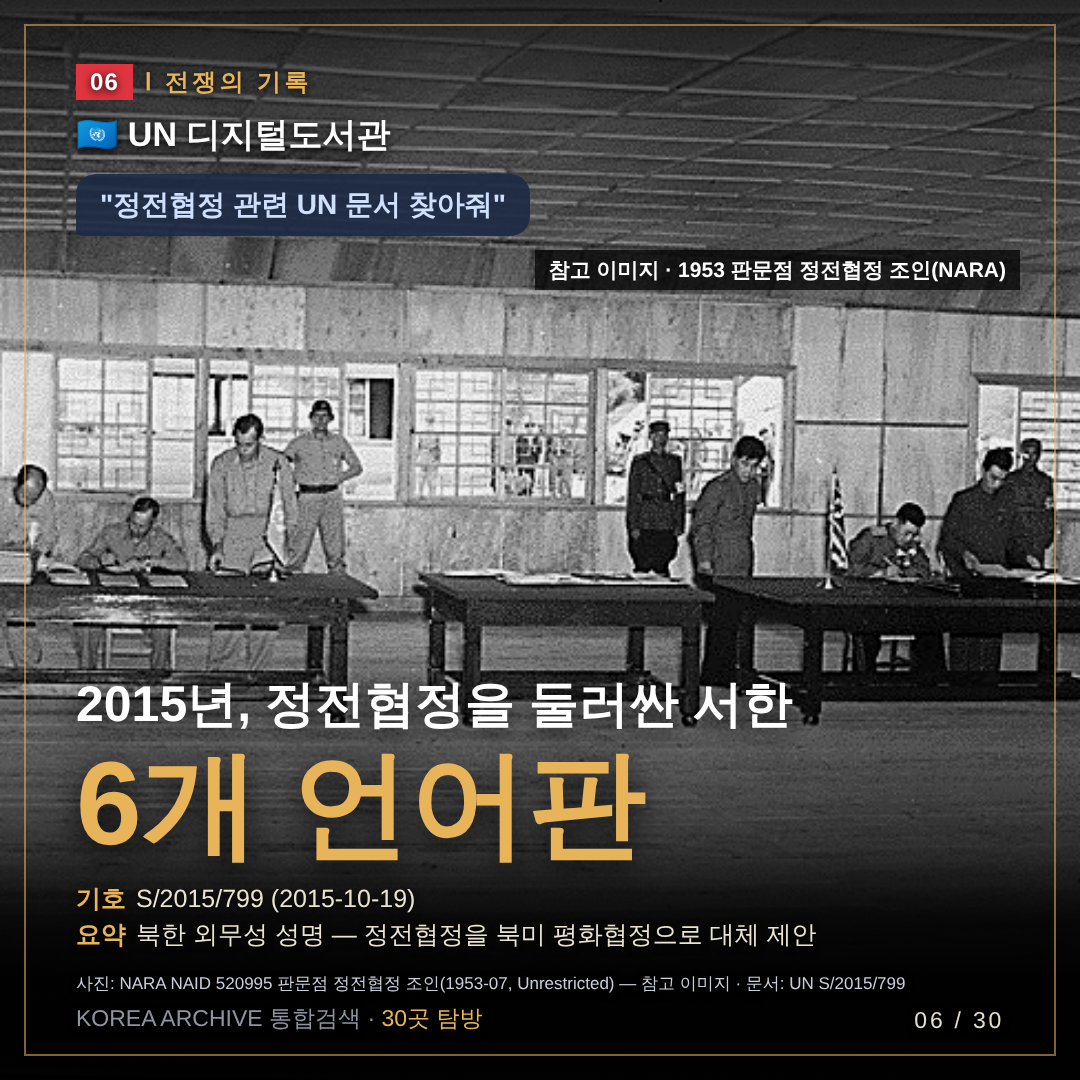 06 | 전쟁의 기록
UN 디지털도서관
"정전협정 관련 UN 문서 찾아줘"
참고 이미지 · 1953 판문점 정전협정 조인(NARA)
2015년, 정전협정을 둘러싼 서한
6개 언어판
기호 S/2015/799 (2015-10-19)
요약 북한 외무성 성명 — 정전협정을 북미 평화협정으로 대체 제안
사진: NARA NAID 520995 판문점 정전협정 조인(1953-07, Unrestricted) — 참고 이미지 · 문서: UN S/2015/799
KOREA ARCHIVE 통합검색 · 30곳 탐방
06 / 30